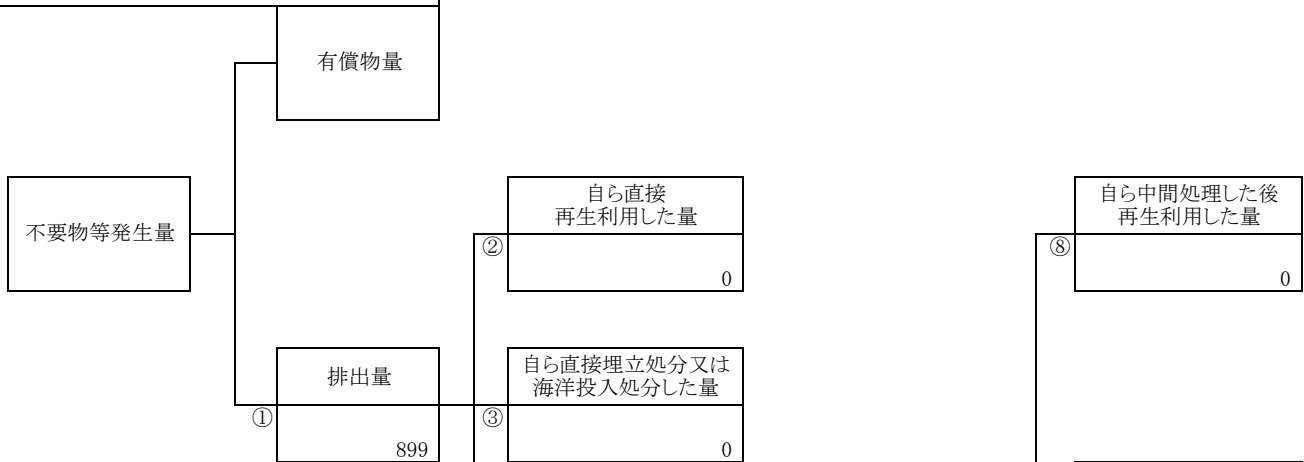 有償物量
不要物等発生量
自ら直接
再生利用した量
②
0
自ら中間処理した後
再生利用した量
⑧
0
排出量
①
899
自ら直接埋立処分又は
海洋投入処分した量
③
0